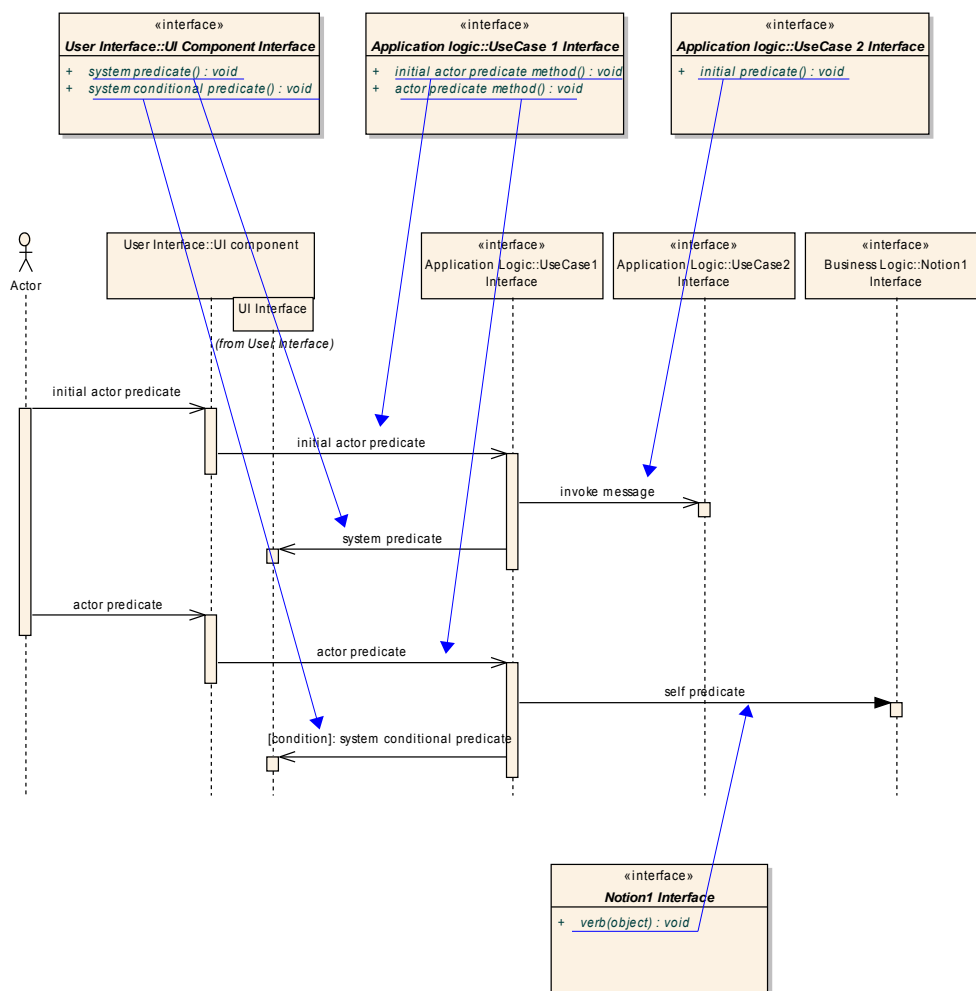 «interface»
User Interface::UI Component Interface
+ system predicate() : void
+ system conditional predicate() : void
«interface»
Application logic::UseCase 1 Interface
+ initial actor predicate method() : void
+ actor predicate method() : void
«interface»
Application logic::UseCase 2 Interface
+ initial predicate() : void
Actor
User Interface::UI component
UI Interface
(from User Interface)
«interface»
Application Logic::UseCase1
Interface
«interface»
Application Logic::UseCase2
Interface
«interface»
Business Logic::Notion1
Interface
initial actor predicate
initial actor predicate
invoke message
system predicate
actor predicate
actor predicate
self predicate
[condition]: system conditional predicate
«interface»
Notion1 Interface
+ verb(object) : void